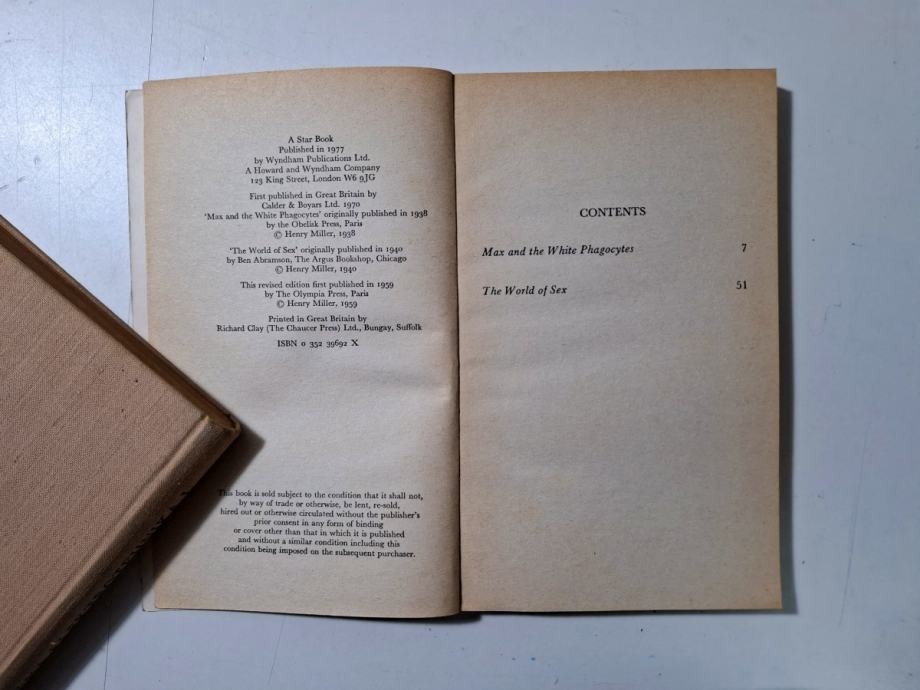 A Star Book
Published in 1977
by Wyndham Publications Ltd.
A Howard and Wyndham Company
123 King Street, London W6 9JG
First published in Great Britain by
Calder & Boyars Ltd. 1970
'Max and the White Phagocytes' originally published in 1938
by the Obelisk Press, Paris
© Henry Miller, 1938
'The World of Sex' originally published in 1940
by Ben Abramson, The Argus Bookshop, Chicago
© Henry Miller, 1940
This revised edition first published in 1959
by The Olympia Press, Paris
© Henry Miller, 1959
Printed in Great Britain by
Richard Clay (The Chaucer Press) Ltd., Bungay, Suffolk
ISBN 0 352 39692 X
This book is sold subject to the condition that it shall not,
by way of trade or otherwise, be lent, re-sold,
hired out or otherwise circulated without the publisher's
prior consent in any form of binding
or cover other than that in which it is published
and without a similar condition including this
condition being imposed on the subsequent purchaser.
CONTENTS
Max and the White Phagocytes 7
The World of Sex 51